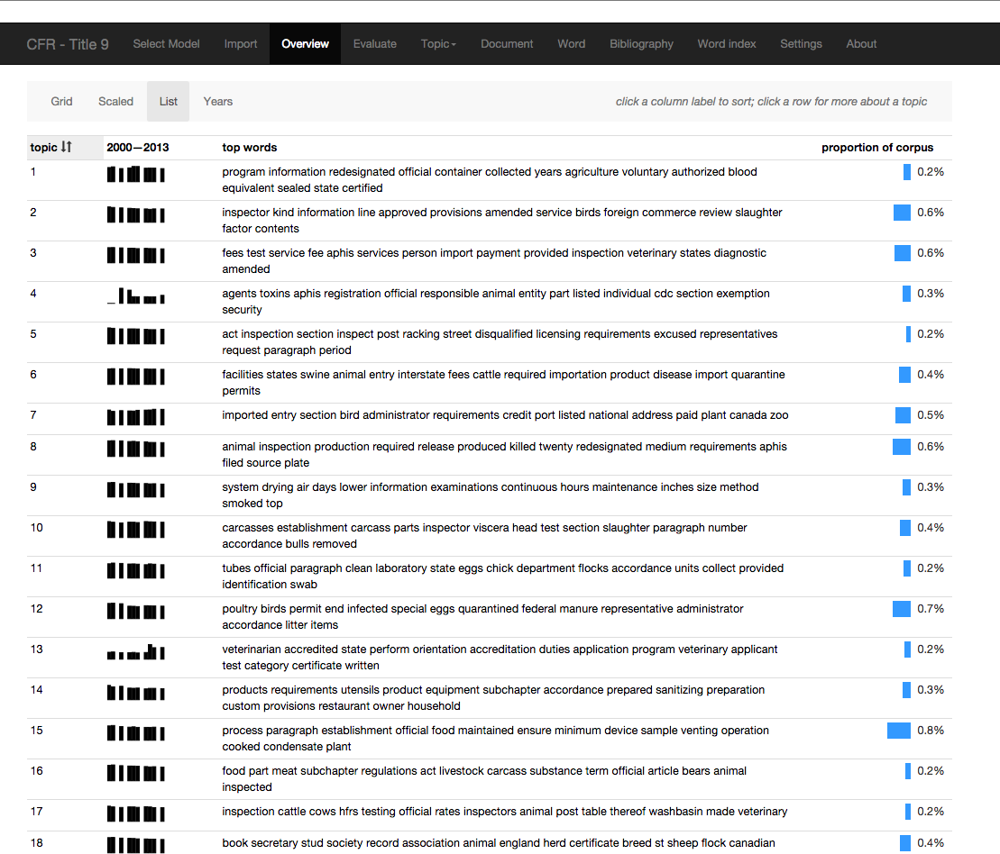 CFR - Title 9 Select Model Import Overview Evaluate Topic Document Word Bibliography Word index Settings About
Grid Scaled List Years click a column label to sort; click a row for more about a topic
topic 2000—2013 top words proportion of corpus
1 program information redesignated official container collected years agriculture voluntary authorized blood 0.2%
equivalent sealed state certified
2 inspector kind information line approved provisions amended service birds foreign commerce review slaughter 0.6%
factor contents
3 fees test service fee aphis services person import payment provided inspection veterinary states diagnostic 0.6%
amended
4 agents toxins aphis registration official responsible animal entity part listed individual cdc section exemption 0.3%
security
5 act inspection section inspect post racking street disqualified licensing requirements excused representatives 0.2%
request paragraph period
6 facilities states swine animal entry interstate fees cattle required importation product disease import quarantine 0.4%
permits
7 imported entry section bird administrator requirements credit port listed national address paid plant canada zoo 0.5%
8 animal inspection production required release produced killed twenty redesignated medium requirements aphis 0.6%
filed source plate
9 system drying air days lower information examinations continuous hours maintenance inches size method 0.3%
smoked top
10 carcasses establishment carcass parts inspector viscera head test section slaughter paragraph number 0.4%
accordance bulls removed
11 tubes official paragraph clean laboratory state eggs chick department flocks accordance units collect provided 0.2%
identification swab
12 poultry birds permit end infected special eggs quarantined federal manure representative administrator 0.7%
accordance litter items
13 veterinarian accredited state perform orientation accreditation duties application program veterinary applicant 0.2%
test category certificate written
14 products requirements utensils product equipment subchapter accordance prepared sanitizing preparation 0.3%
custom provisions restaurant owner household
15 process paragraph establishment official food maintained ensure minimum device sample venting operation 0.8%
cooked condensate plant
16 food part meat subchapter regulations act livestock carcass substance term official article bears animal 0.2%
inspected
17 inspection cattle cows hfrs testing official rates inspectors animal post table thereof washbasin made veterinary 0.2%
18 book secretary stud society record association animal england herd certificate breed st sheep flock canadian 0.4%